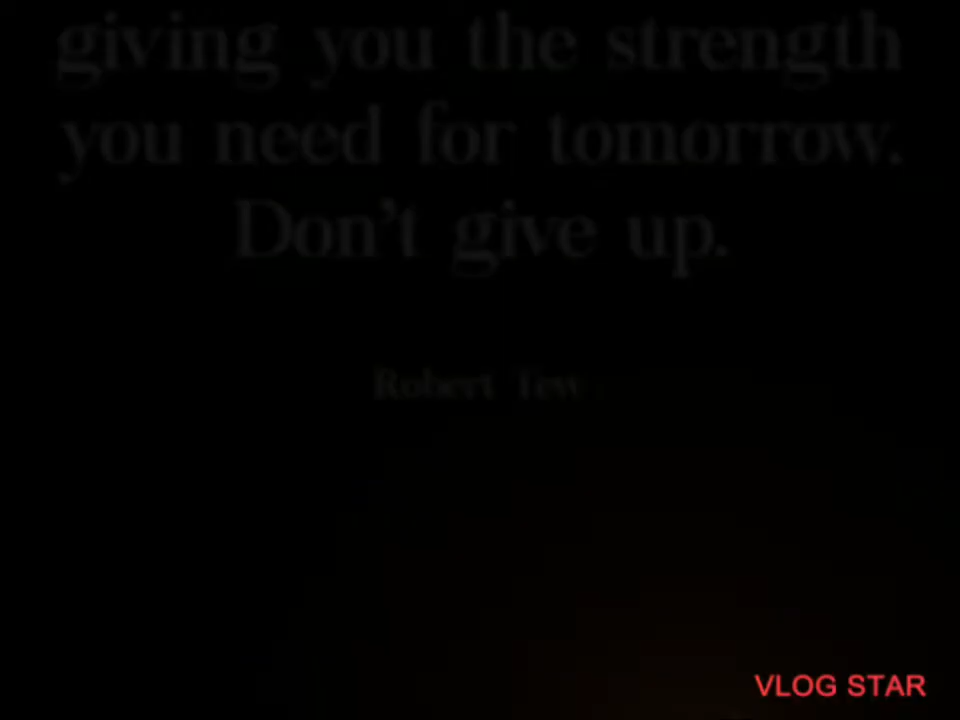 giving you the strength
you need for tomorrow.
Don't give up.
Robert Tew
VLOG STAR